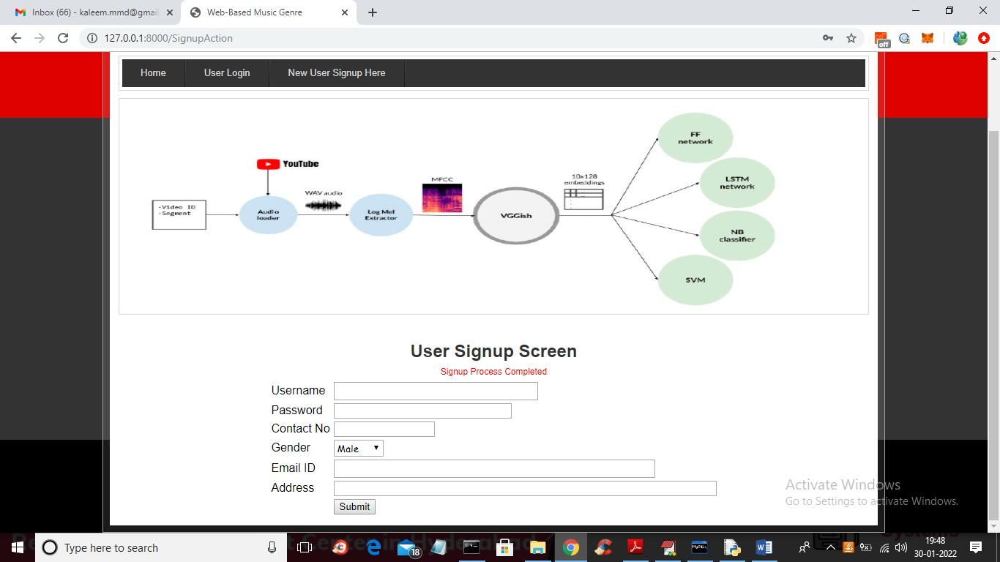 Inbox (66) - kaleem.mmd@gmail
Web-Based Music Genre
127.0.0.1:8000/SignupAction
off
Home
User Login
New User Signup Here
YouTube
-Video ID
-Segment
Audio
loader
WAV audio
Log Mel
Extractor
MFCC
VGGish
10x128
embeddings
FF
network
LSTM
network
NB
classifier
SVM
User Signup Screen
Signup Process Completed
Username
Password
Contact No
Gender
Male
Email ID
Address
Submit
Activate Windows
Go to Settings to activate Windows.
Type here to search
18
MySQL
19:48
30-01-2022